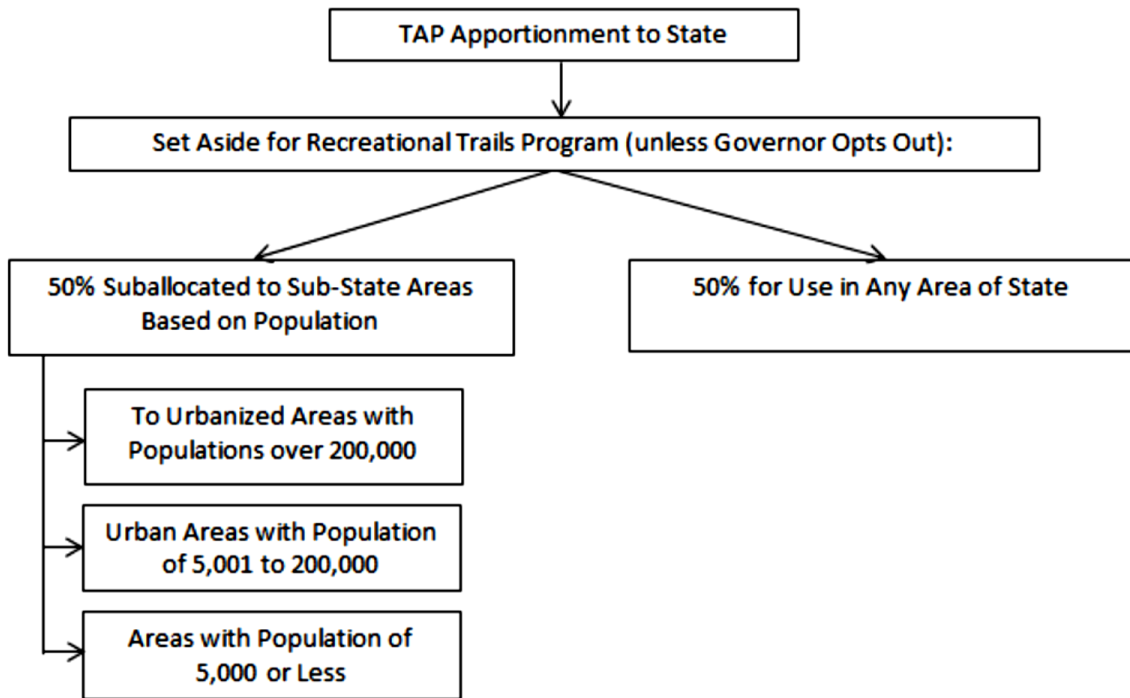 TAP Apportionment to State
Set Aside for Recreational Trails Program (unless Governor Opts Out):
50% Suballocated to Sub-State Areas
Based on Population
50% for Use in Any Area of State
To Urbanized Areas with
Populations over 200,000
Urban Areas with Population
of 5,001 to 200,000
Areas with Population of
5,000 or Less